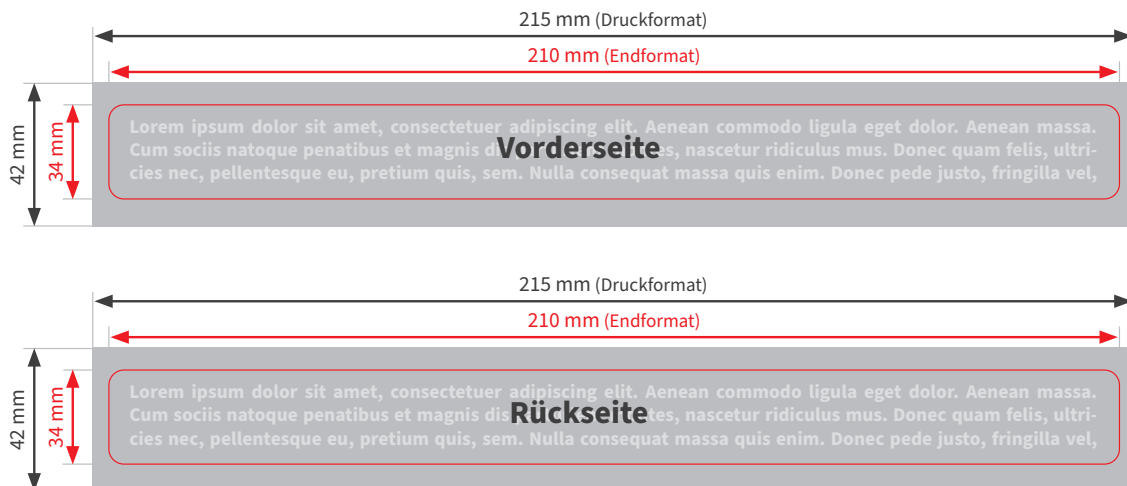 215 mm (Druckformat)
210 mm (Endformat)
42 mm
34 mm
Lorem ipsum dolor sit amet, consectetuer adipiscing elit. Aenean commodo ligula eget dolor. Aenean massa.
Cum sociis natoque penatibus et magnis es, nascetur ridiculus mus. Donec quam felis, ultri-
cies nec, pellentesque eu, pretium quis, sem. Nulla consequat massa quis enim. Donec pede justo, fringilla vel,
Vorderseite
215 mm (Druckformat)
210 mm (Endformat)
42 mm
34 mm
Lorem ipsum dolor sit amet, consectetuer adipiscing elit. Aenean commodo ligula eget dolor. Aenean massa.
Cum sociis natoque penatibus et magnis dis tes, nascetur ridiculus mus. Donec quam felis, ultri-
cies nec, pellentesque eu, pretium quis, sem. Nulla consequat massa quis enim. Donec pede justo, fringilla vel,
Rückseite